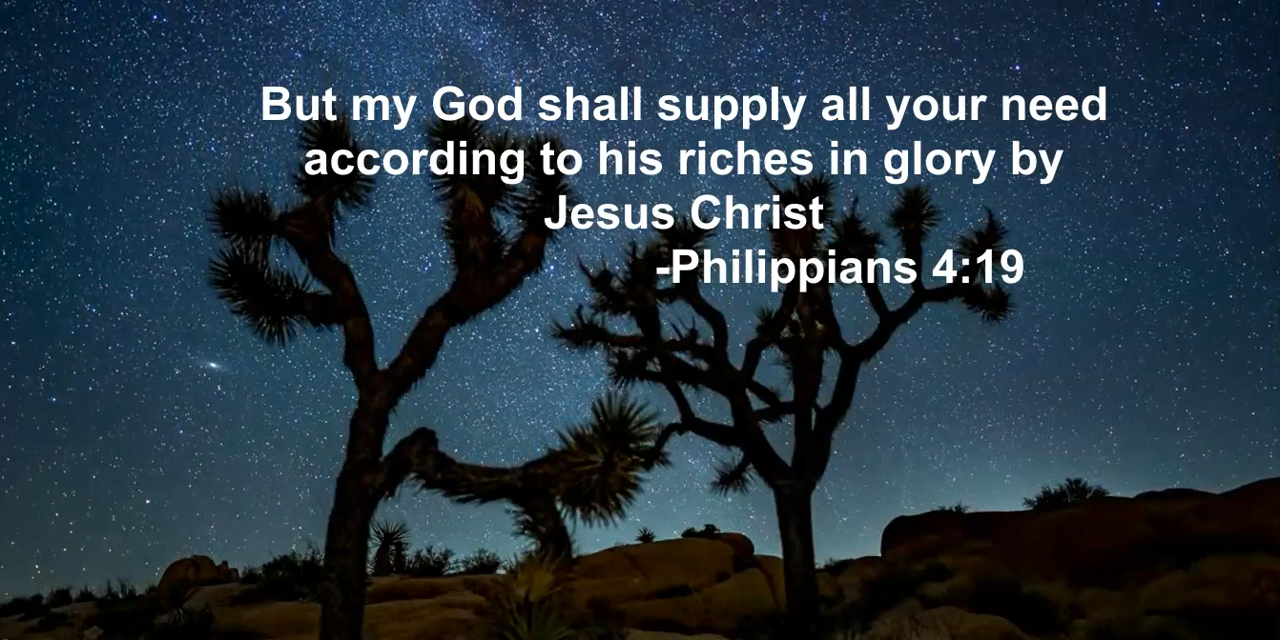 But my God shall supply all your need
according to his riches in glory by
Jesus Christ
-Philippians 4:19